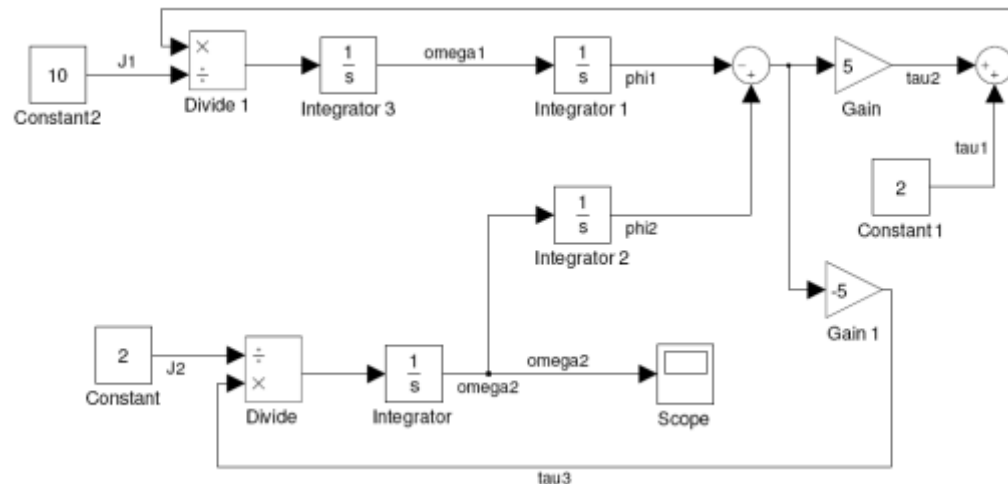 ×
÷
10
J1
Constant2
Divide 1
1
s
Integrator 3
omega1
1
s
phi1
Integrator 1
−
+
5
Gain
tau2
+
+
tau1
2
Constant 1
1
s
phi2
Integrator 2
-5
Gain 1
2
J2
Constant
÷
×
Divide
1
s
Integrator
omega2
omega2
Scope
tau3